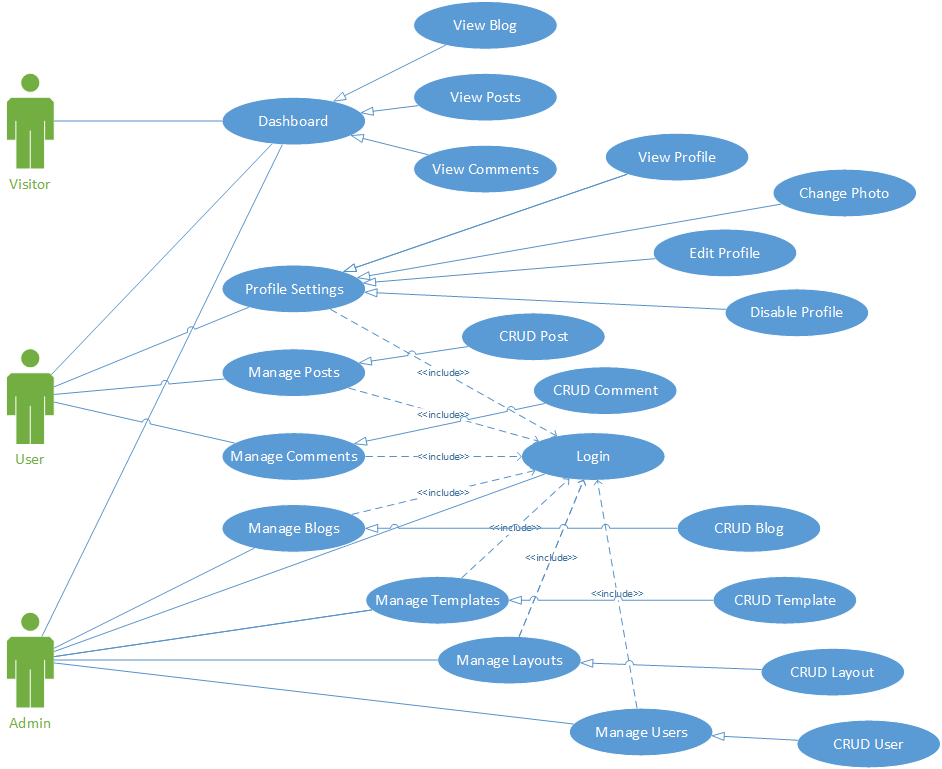 View Blog
View Posts
Dashboard
View Comments
View Profile
Visitor
Change Photo
Edit Profile
Profile Settings
Disable Profile
CRUD Post
Manage Posts
<<include>>
CRUD Comment
<<include>>
User
Manage Comments
<<include>>
Login
<<include>>
Manage Blogs
<<include>>
CRUD Blog
<<include>>
<<include>>
Manage Templates
CRUD Template
Manage Layouts
CRUD Layout
Admin
Manage Users
CRUD User